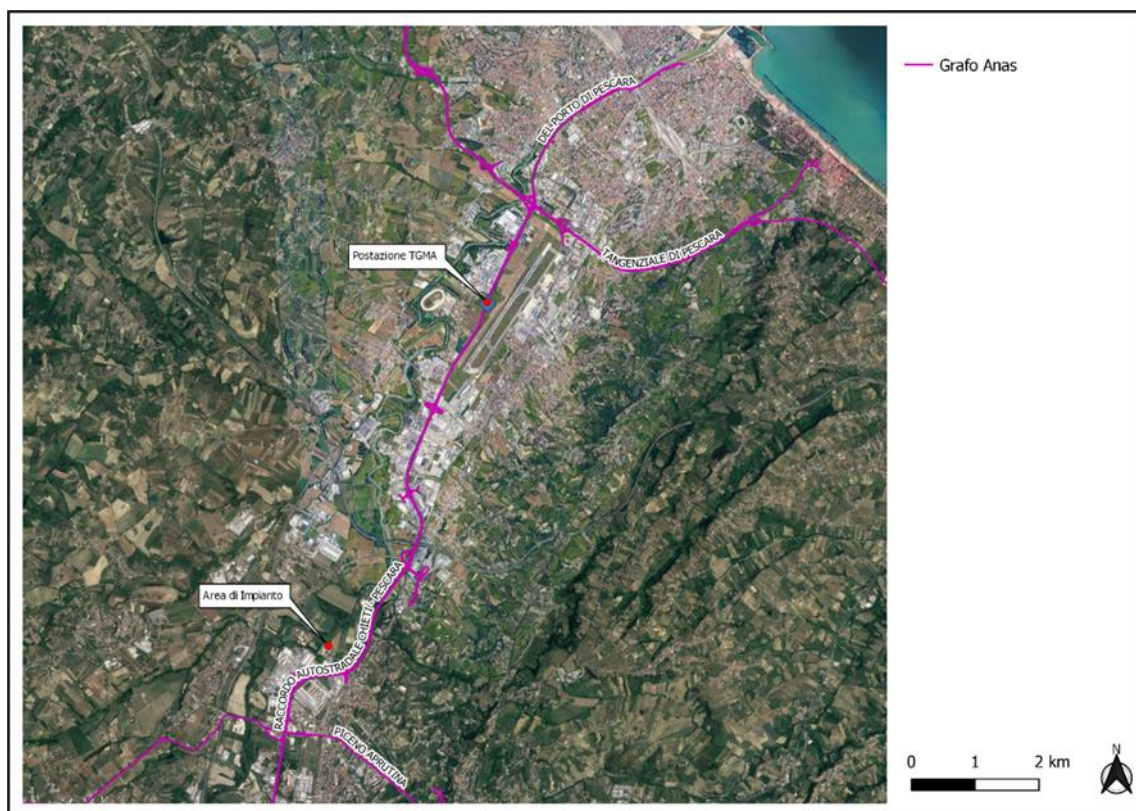 Grafo Anas
DEL PORTO DI PESCARA
Postazione TGMA
TANGENZIALE DI PESCARA
Area di Impianto
RACCORDO AUTOSTRADALE CHIETI - PESCARA
PICENO APRUTINA
N
0 1 2 km